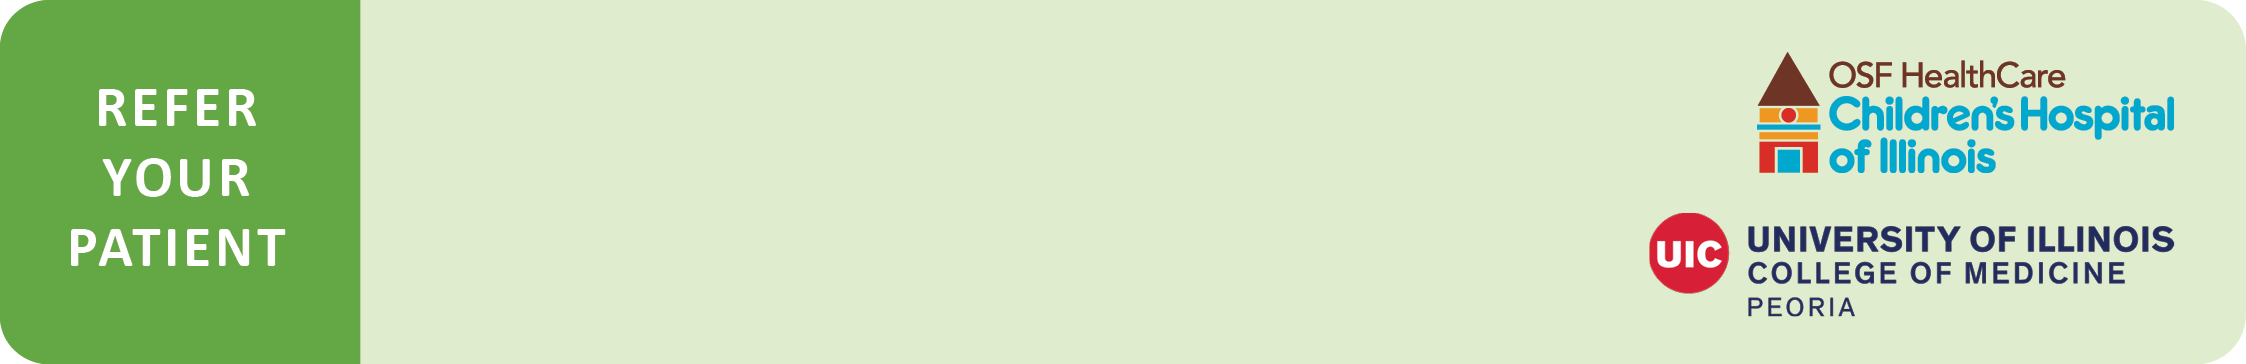 REFER
YOUR
PATIENT
OSF HealthCare
Children's Hospital
of Illinois
UIC
UNIVERSITY OF ILLINOIS
COLLEGE OF MEDICINE
PEORIA